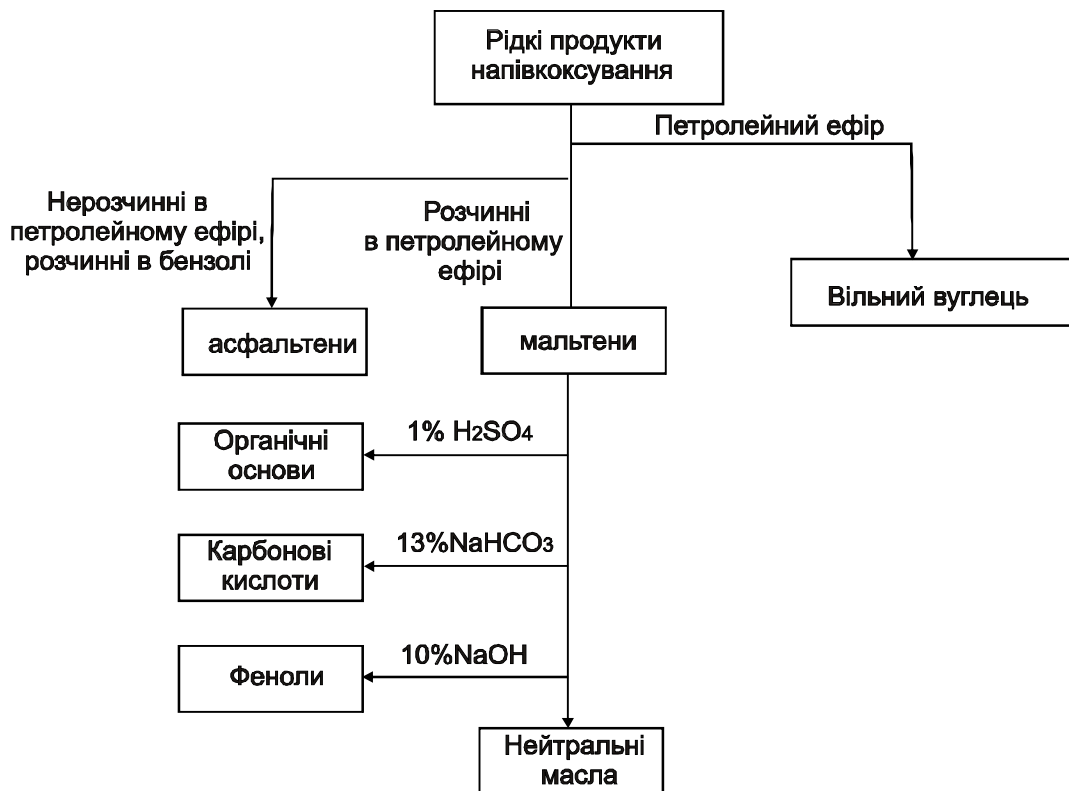 Рідкі продукти
напівкоксування
Петролейний ефір
Нерозчинні в
петролейному ефірі,
розчинні в бензолі
Розчинні
в петролейному
ефірі
Вільний вуглець
асфальтени
мальтени
1% H₂SO₄
Органічні
основи
13%NaHCO₃
Карбонові
кислоти
10%NaOH
Феноли
Нейтральні
масла